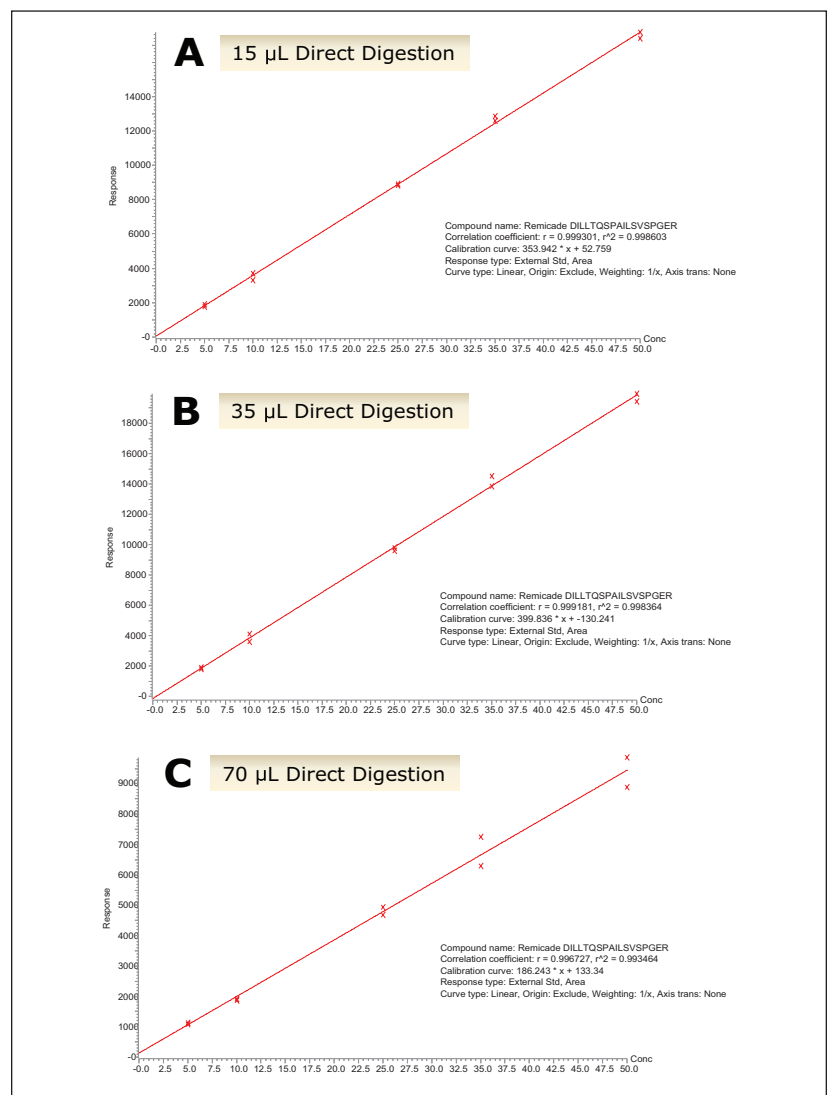 A 15 µL Direct Digestion
14000
12000
10000
8000
6000
4000
2000
-0
Response
Compound name: Remicade DILLTQSPAILSVSPGER
Correlation coefficient: r = 0.999301, r^2 = 0.998603
Calibration curve: 353.942 * x + 52.759
Response type: External Std, Area
Curve type: Linear, Origin: Exclude, Weighting: 1/x, Axis trans: None
Conc
-0.0 2.5 5.0 7.5 10.0 12.5 15.0 17.5 20.0 22.5 25.0 27.5 30.0 32.5 35.0 37.5 40.0 42.5 45.0 47.5 50.0
B 35 µL Direct Digestion
18000
16000
14000
12000
10000
8000
6000
4000
2000
-0
Response
Compound name: Remicade DILLTQSPAILSVSPGER
Correlation coefficient: r = 0.999181, r^2 = 0.998364
Calibration curve: 399.836 * x + -130.241
Response type: External Std, Area
Curve type: Linear, Origin: Exclude, Weighting: 1/x, Axis trans: None
Conc
-0.0 2.5 5.0 7.5 10.0 12.5 15.0 17.5 20.0 22.5 25.0 27.5 30.0 32.5 35.0 37.5 40.0 42.5 45.0 47.5 50.0
C 70 µL Direct Digestion
9000
8000
7000
6000
5000
4000
3000
2000
1000
-0
Response
Compound name: Remicade DILLTQSPAILSVSPGER
Correlation coefficient: r = 0.996727, r^2 = 0.993464
Calibration curve: 186.243 * x + 133.34
Response type: External Std, Area
Curve type: Linear, Origin: Exclude, Weighting: 1/x, Axis trans: None
Conc
-0.0 2.5 5.0 7.5 10.0 12.5 15.0 17.5 20.0 22.5 25.0 27.5 30.0 32.5 35.0 37.5 40.0 42.5 45.0 47.5 50.0